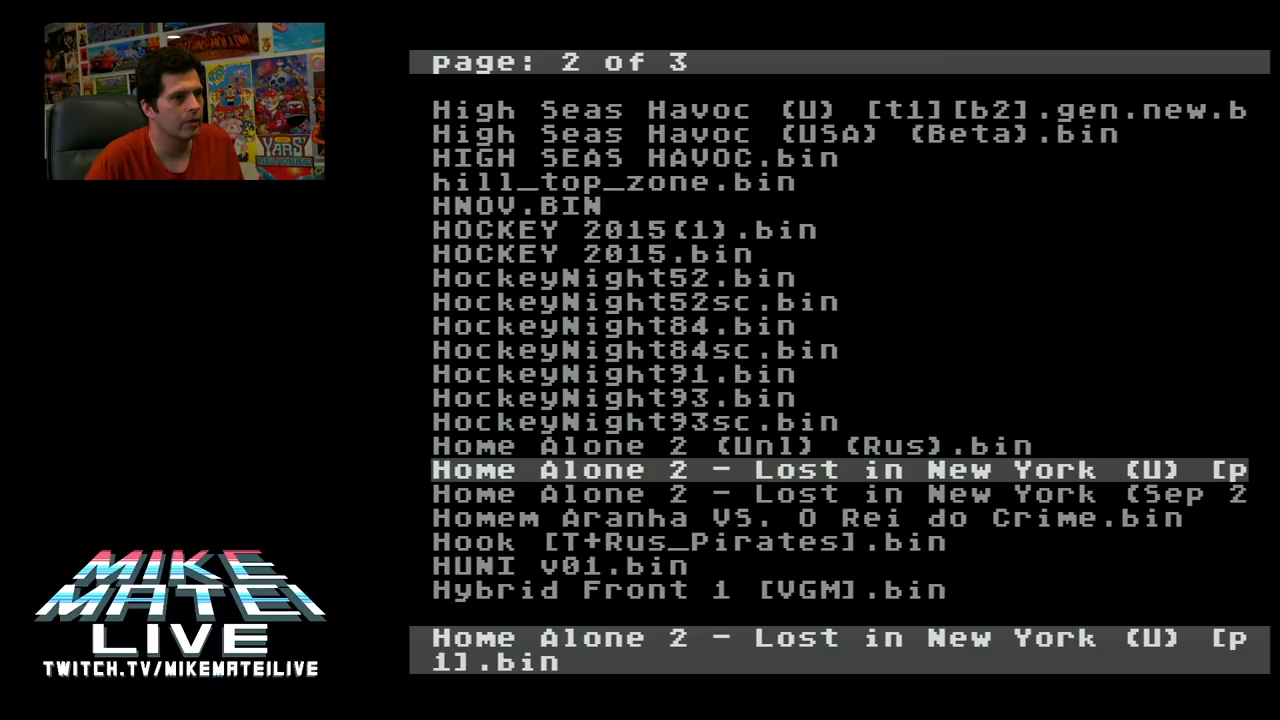 page: 2 of 3
High Seas Havoc (U) [t1][b2].gen.new.b
High Seas Havoc (USA) (Beta).bin
HIGH SEAS HAVOC.bin
hill_top_zone.bin
HNOV.BIN
HOCKEY 2015(1).bin
HOCKEY 2015.bin
HockeyNight52.bin
HockeyNight52sc.bin
HockeyNight84.bin
HockeyNight84sc.bin
HockeyNight91.bin
HockeyNight93.bin
HockeyNight93sc.bin
Home Alone 2 (Unl) (Rus).bin
Home Alone 2 - Lost in New York (U) [p
Home Alone 2 - Lost in New York (Sep 2
Homem Aranha VS. O Rei do Crime.bin
Hook [T+Rus_Pirates].bin
HUNI v01.bin
Hybrid Front 1 [VGM].bin
Home Alone 2 - Lost in New York (U) [p
1].bin
YARS'
MIKE
MATEI
LIVE
TWITCH.TV/MIKEMATEILIVE